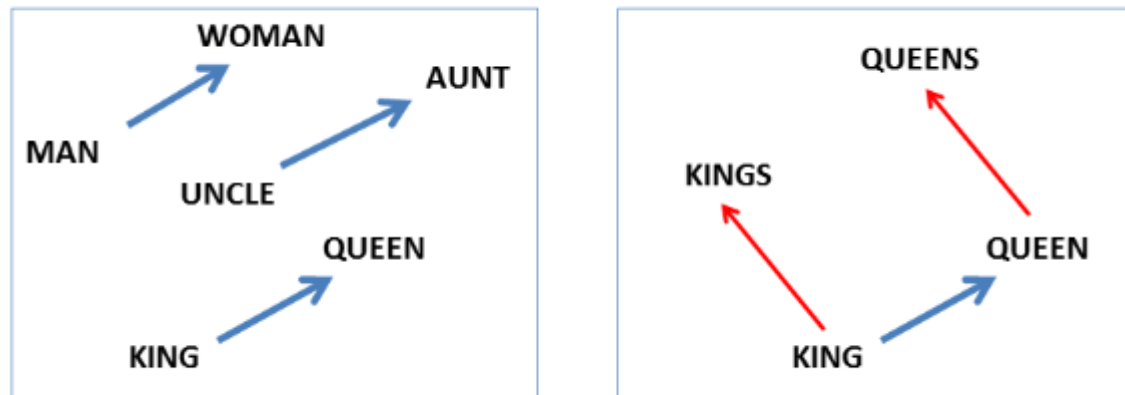 WOMAN
AUNT
MAN
UNCLE
QUEEN
KING
QUEENS
KINGS
QUEEN
KING